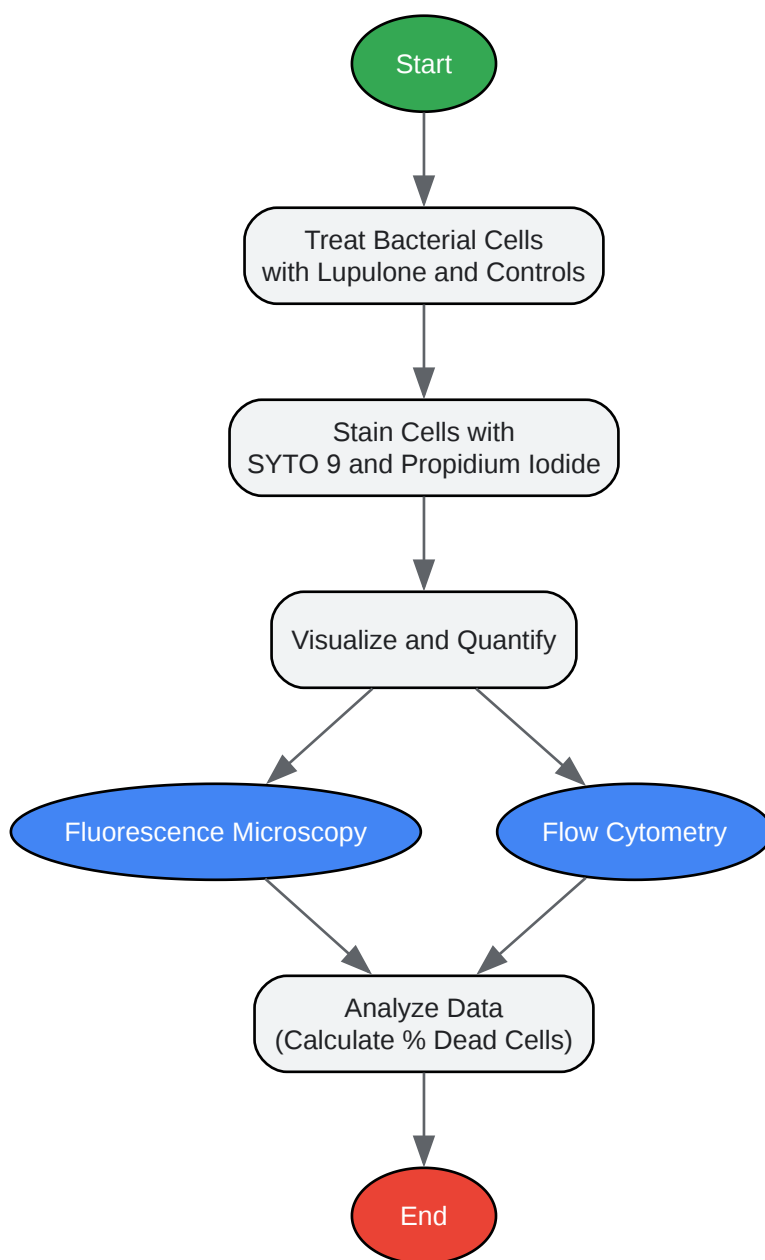 Start
Treat Bacterial Cells
with Lupulone and Controls
Stain Cells with
SYTO 9 and Propidium Iodide
Visualize and Quantify
Fluorescence Microscopy
Flow Cytometry
Analyze Data
(Calculate % Dead Cells)
End